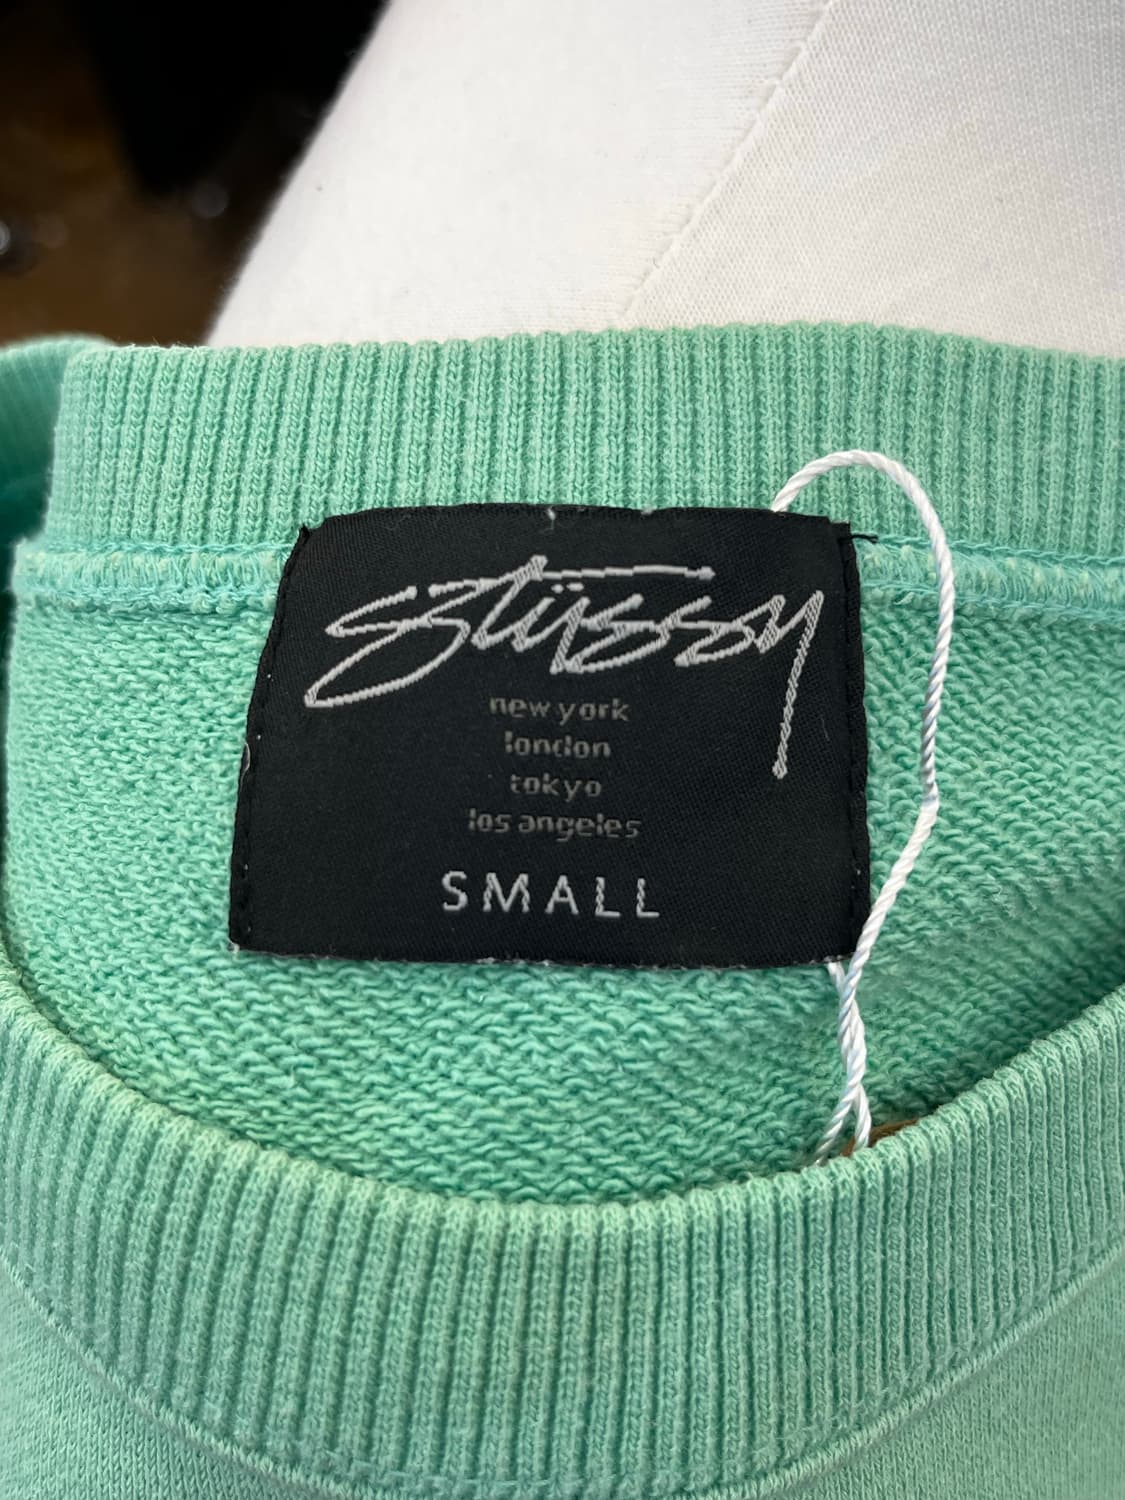 Stüssy
new york
london
tokyo
los angeles
SMALL